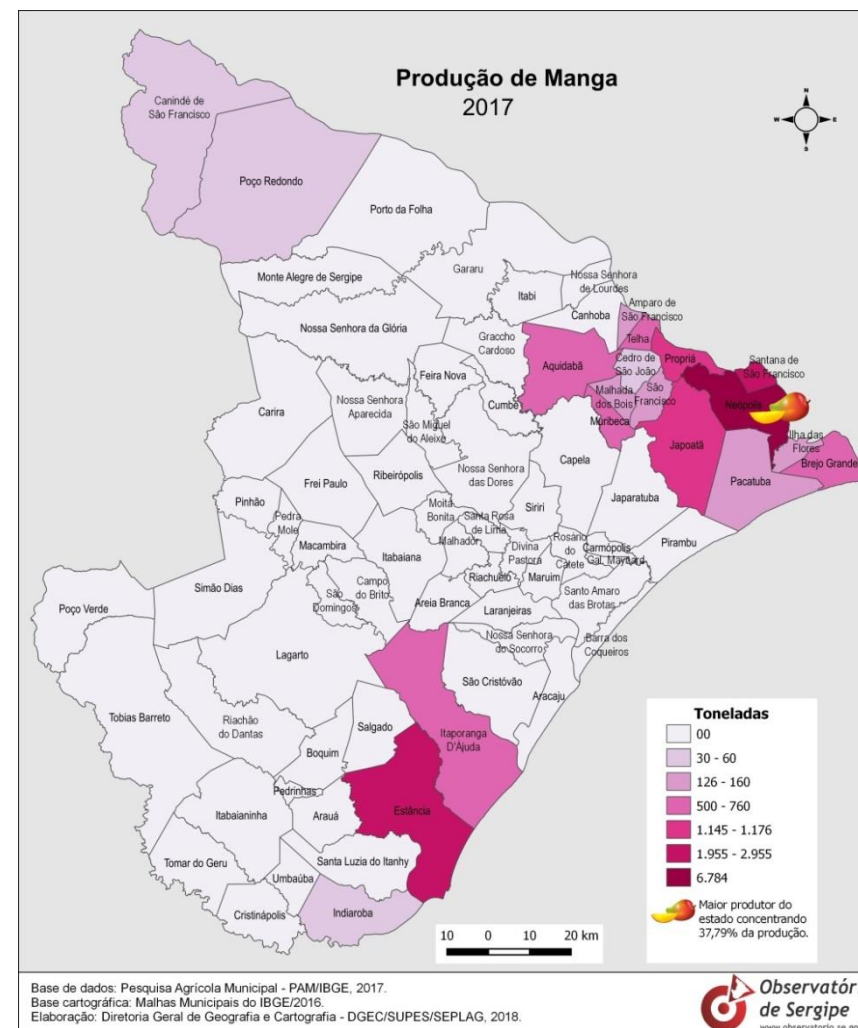 Produção de Manga
2017
N
W
E
S
Canindé de
São Francisco
Poço Redondo
Porto da Folha
Monte Alegre de Sergipe
Gararu
Nossa Senhora
de Lourdes
Itabi
Canhoba
Amparo de
São Francisco
Nossa Senhora da Glória
Graccho
Cardoso
Telha
Aquidabã
Cedro de
São João
Propriá
Santana de
São Francisco
Feira Nova
Carira
Nossa Senhora
Aparecida
São Miguel
do Aleixo
Cumbe
Malhada
dos Bois
São
Francisco
Neópolis
Muribeca
Ilha das
Flores
Brejo Grande
Japoatã
Pacatuba
Capela
Frei Paulo
Ribeirópolis
Nossa Senhora
das Dores
Japaratuba
Pinhão
Pedra
Mole
Moita
Bonita
Santa Rosa
de Lima
Siriri
Pirambu
Macambira
Itabaiana
Malhador
Divina
Pastora
Rosário
do
Catete
Carmópolis
Gal. Maynard
Simão Dias
São
Domingos
Campo
do Brito
Riachuelo
Maruim
Poço Verde
Areia Branca
Laranjeiras
Santo Amaro
das Brotas
Nossa Senhora
do Socorro
Barra dos
Coqueiros
Lagarto
São Cristóvão
Aracaju
Tobias Barreto
Riachão
do Dantas
Salgado
Itaporanga
D'Ajuda
Boquim
Pedrinhas
Itabaianinha
Arauá
Estância
Tomar do Geru
Santa Luzia do Itanhy
Umbaúba
Cristinápolis
Indiaroba
Toneladas
00
30 - 60
126 - 160
500 - 760
1.145 - 1.176
1.955 - 2.955
6.784
Maior produtor do
estado concentrando
37,79% da produção.
10 0 10 20 km
Base de dados: Pesquisa Agrícola Municipal - PAM/IBGE, 2017.
Base cartográfica: Malhas Municipais do IBGE/2016.
Elaboração: Diretoria Geral de Geografia e Cartografia - DGEC/SUPES/SEPLAG, 2018.
Observatóri
de Sergipe